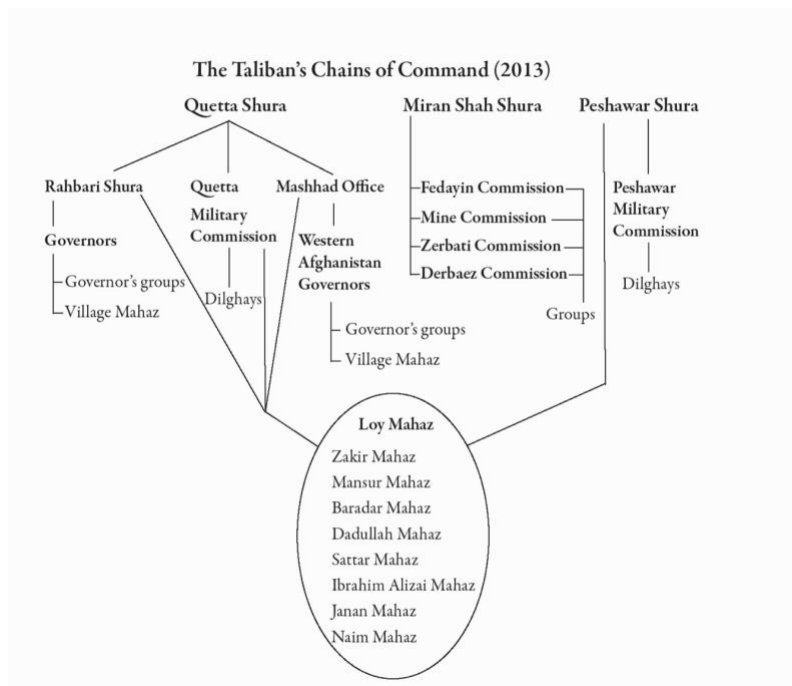 The Taliban's Chains of Command (2013)
Quetta Shura
Miran Shah Shura
Peshawar Shura
Rahbari Shura
Governors
Governor's groups
Village Mahaz
Quetta
Military
Commission
Dilghays
Mashhad Office
Western
Afghanistan
Governors
Governor's groups
Village Mahaz
Fedayin Commission
Mine Commission
Zerbati Commission
Derbaez Commission
Groups
Peshawar
Military
Commission
Dilghays
Loy Mahaz
Zakir Mahaz
Mansur Mahaz
Baradar Mahaz
Dadullah Mahaz
Sattar Mahaz
Ibrahim Alizai Mahaz
Janan Mahaz
Naim Mahaz